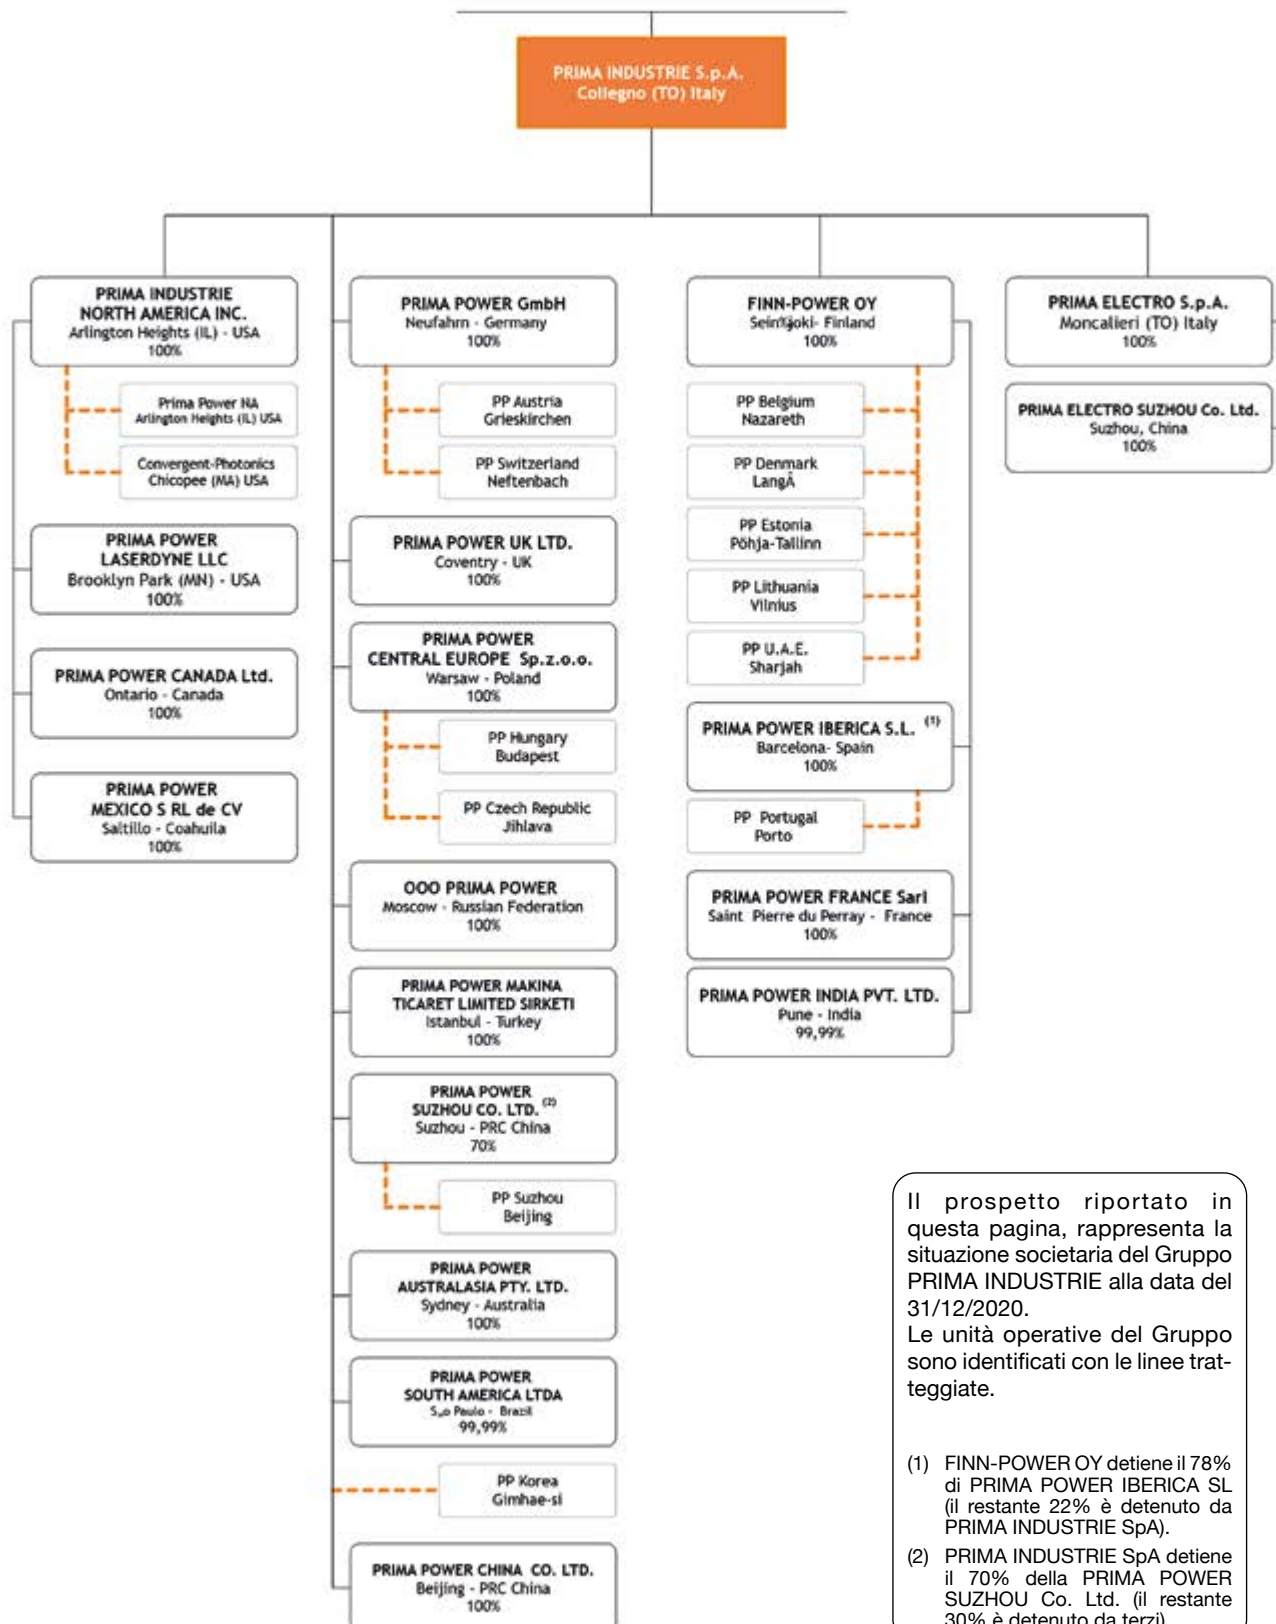 PRIMA INDUSTRIE S.p.A.
Collegno (TO) Italy
PRIMA INDUSTRIE
NORTH AMERICA INC.
Arlington Heights (IL) - USA
100%
Prima Power NA
Arlington Heights (IL) USA
Convergent-Photonics
Chicopee (MA) USA
PRIMA POWER
LASERDYNE LLC
Brooklyn Park (MN) - USA
100%
PRIMA POWER CANADA Ltd.
Ontario - Canada
100%
PRIMA POWER
MEXICO S RL de CV
Saltillo - Coahuila
100%
PRIMA POWER GmbH
Neufahrn - Germany
100%
PP Austria
Grieskirchen
PP Switzerland
Neftenbach
PRIMA POWER UK LTD.
Coventry - UK
100%
PRIMA POWER
CENTRAL EUROPE Sp.z.o.o.
Warsaw - Poland
100%
PP Hungary
Budapest
PP Czech Republic
Jihlava
OOO PRIMA POWER
Moscow - Russian Federation
100%
PRIMA POWER MAKINA
TICARET LIMITED SIRKETI
Istanbul - Turkey
100%
PRIMA POWER
SUZHOU CO. LTD. (2)
Suzhou - PRC China
70%
PP Suzhou
Beijing
PRIMA POWER
AUSTRALASIA PTY. LTD.
Sydney - Australia
100%
PRIMA POWER
SOUTH AMERICA LTDA
Paulo - Brazil
99,99%
PP Korea
Gimhae-si
PRIMA POWER CHINA CO. LTD.
Beijing - PRC China
100%
FINN-POWER OY
Finland
100%
PP Belgium
Nazareth
PP Denmark
LangÂ
PP Estonia
Pöhja-Tallinn
PP Lithuania
Vilnius
PP U.A.E.
Sharjah
PRIMA POWER IBERICA S.L. (1)
Barcelona- Spain
100%
PP Portugal
Porto
PRIMA POWER FRANCE Sarl
Saint Pierre du Perray - France
100%
PRIMA POWER INDIA PVT. LTD.
Pune - India
99,99%
PRIMA ELECTRO S.p.A.
Moncalieri (TO) Italy
100%
PRIMA ELECTRO SUZHOU Co. Ltd.
Suzhou, China
100%
Il prospetto riportato in
questa pagina, rappresenta la
situazione societaria del Gruppo
PRIMA INDUSTRIE alla data del
31/12/2020.
Le unità operative del Gruppo
sono identificati con le linee trat-
teggiate.
(1) FINN-POWER OY detiene il 78%
di PRIMA POWER IBERICA SL
(il restante 22% è detenuto da
PRIMA INDUSTRIE SpA).
(2) PRIMA INDUSTRIE SpA detiene
il 70% della PRIMA POWER
SUZHOU Co. Ltd. (il restante
30% è detenuto da terzi)